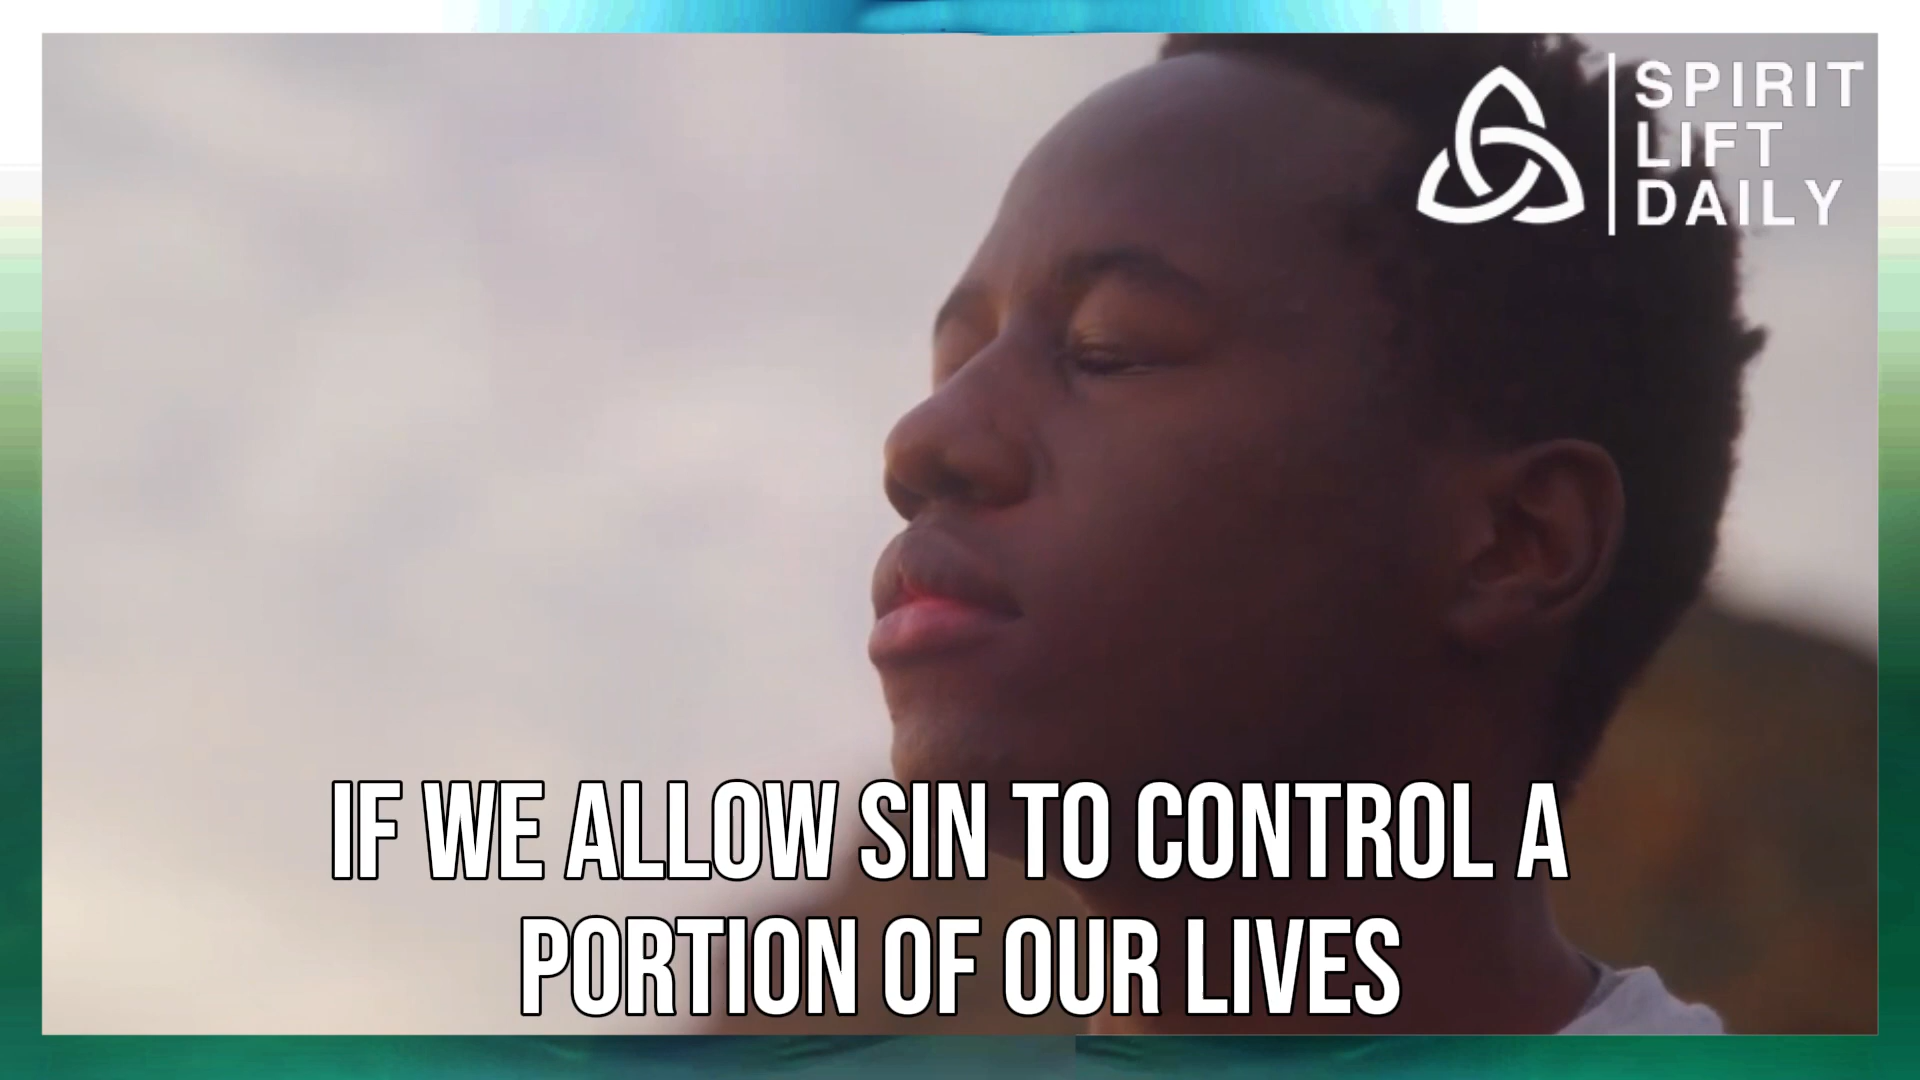 SPIRIT
LIFT
DAILY
IF WE ALLOW SIN TO CONTROL A
PORTION OF OUR LIVES